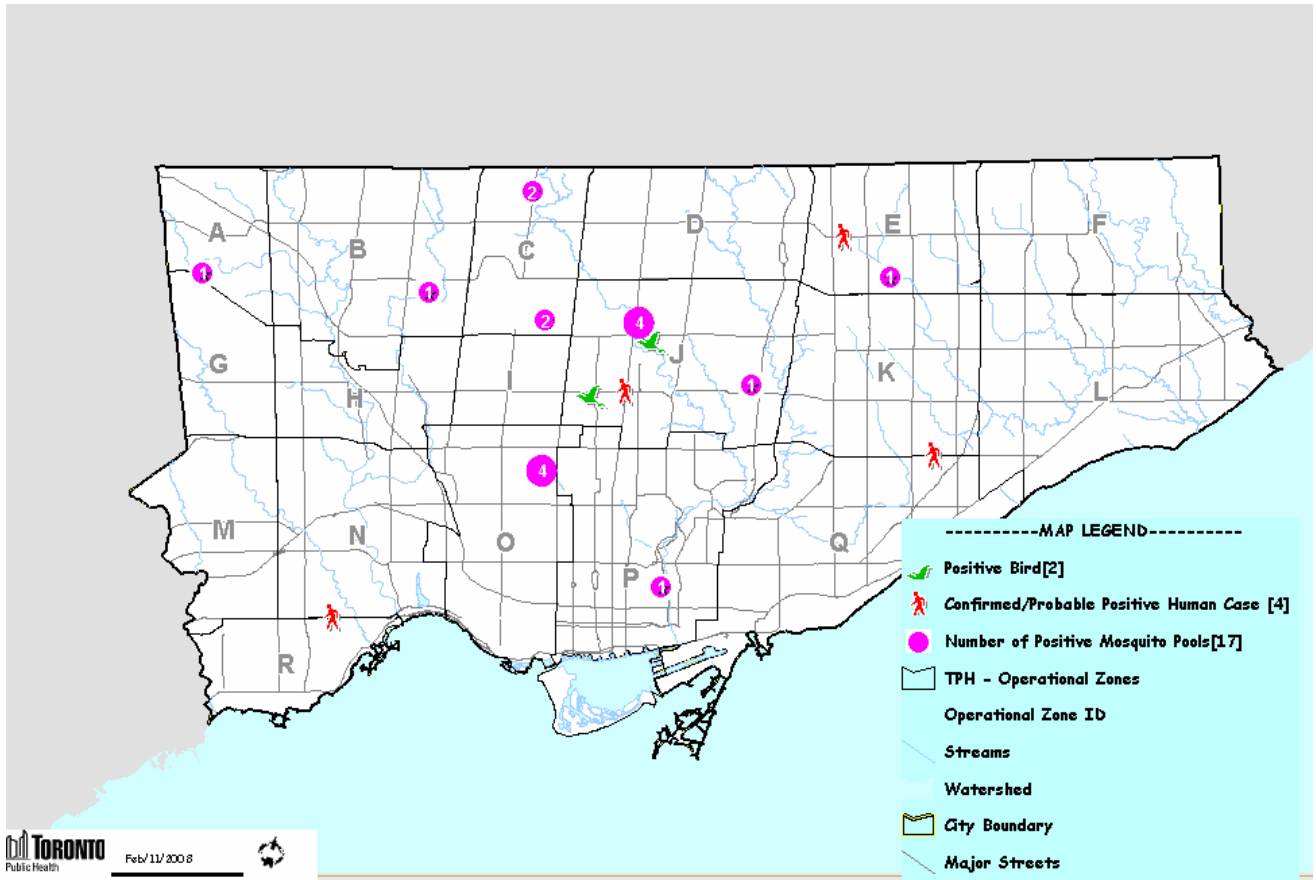 2
A
B
C
D
E
F
1
1
1
2
4
G
H
I
J
K
L
1
4
M
N
O
P
Q
R
1
----------MAP LEGEND----------
Positive Bird[2]
Confirmed/Probable Positive Human Case [4]
Number of Positive Mosquito Pools[17]
TPH - Operational Zones
Operational Zone ID
Streams
Watershed
City Boundary
Major Streets
TORONTO
Public Health
Feb/11/2008